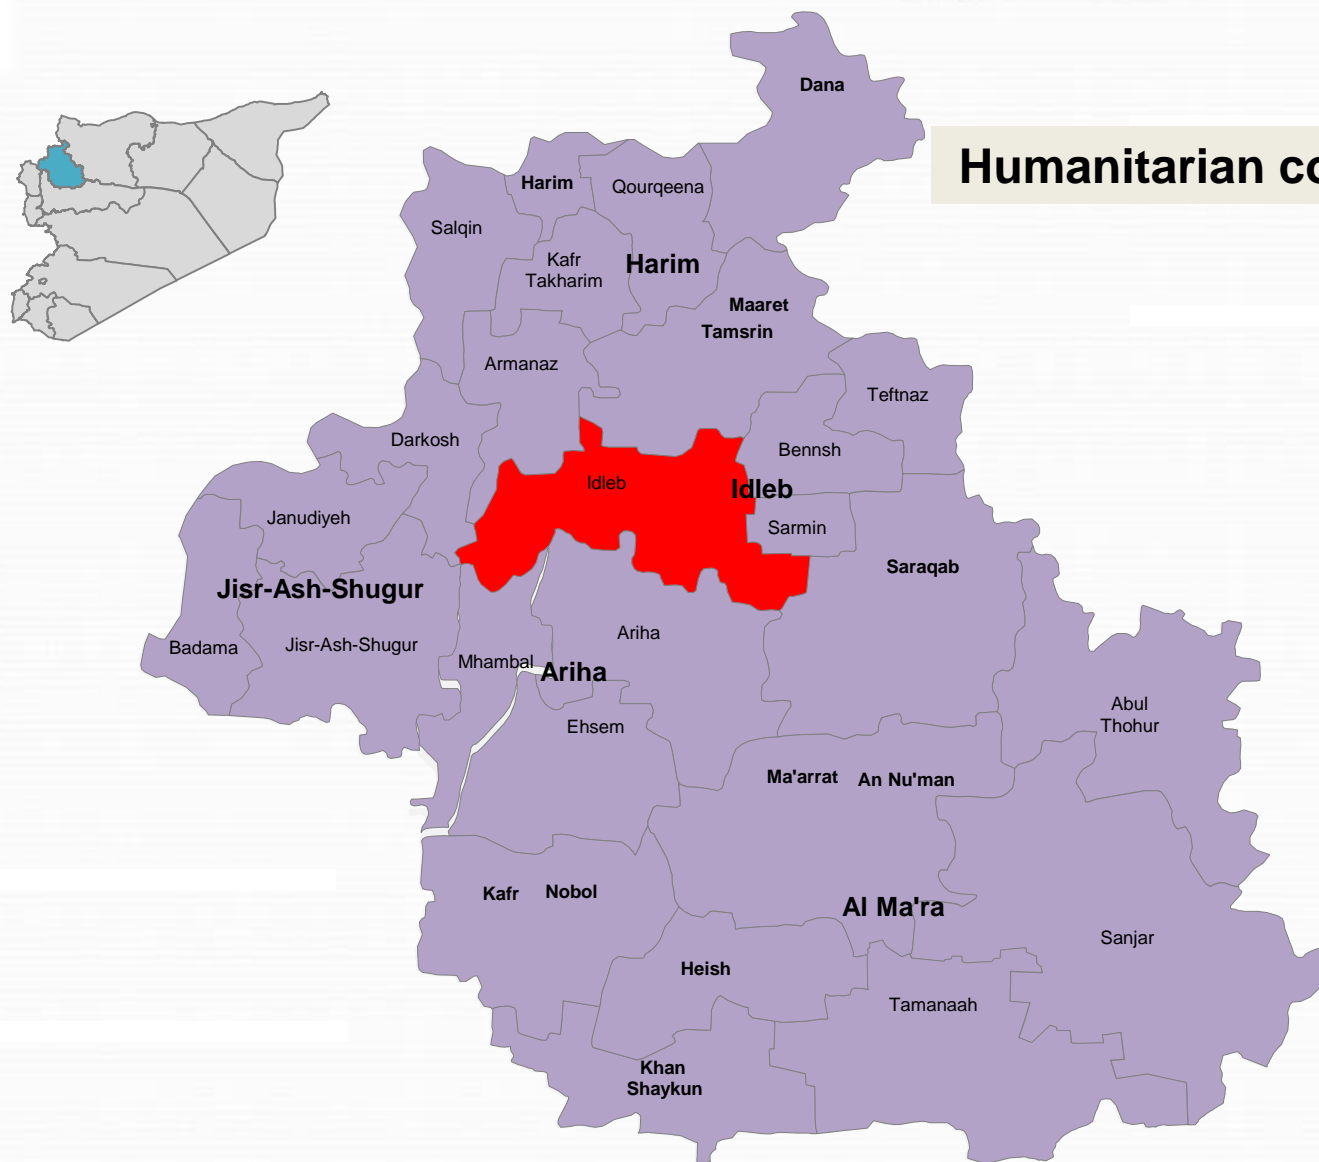 Dana
Humanitarian co
Harim
Qourqeena
Salqin
Kafr
Takharim
Harim
Maaret
Tamsrin
Armanaz
Teftnaz
Darkosh
Bennsh
Idleb
Idleb
Janudiyeh
Sarmin
Saraqab
Jisr-Ash-Shugur
Ariha
Badama
Jisr-Ash-Shugur
Mhambal
Ariha
Abul
Thohur
Ehsem
Ma'arrat An Nu'man
Kafr Nobol
Al Ma'ra
Sanjar
Heish
Tamanaah
Khan
Shaykun